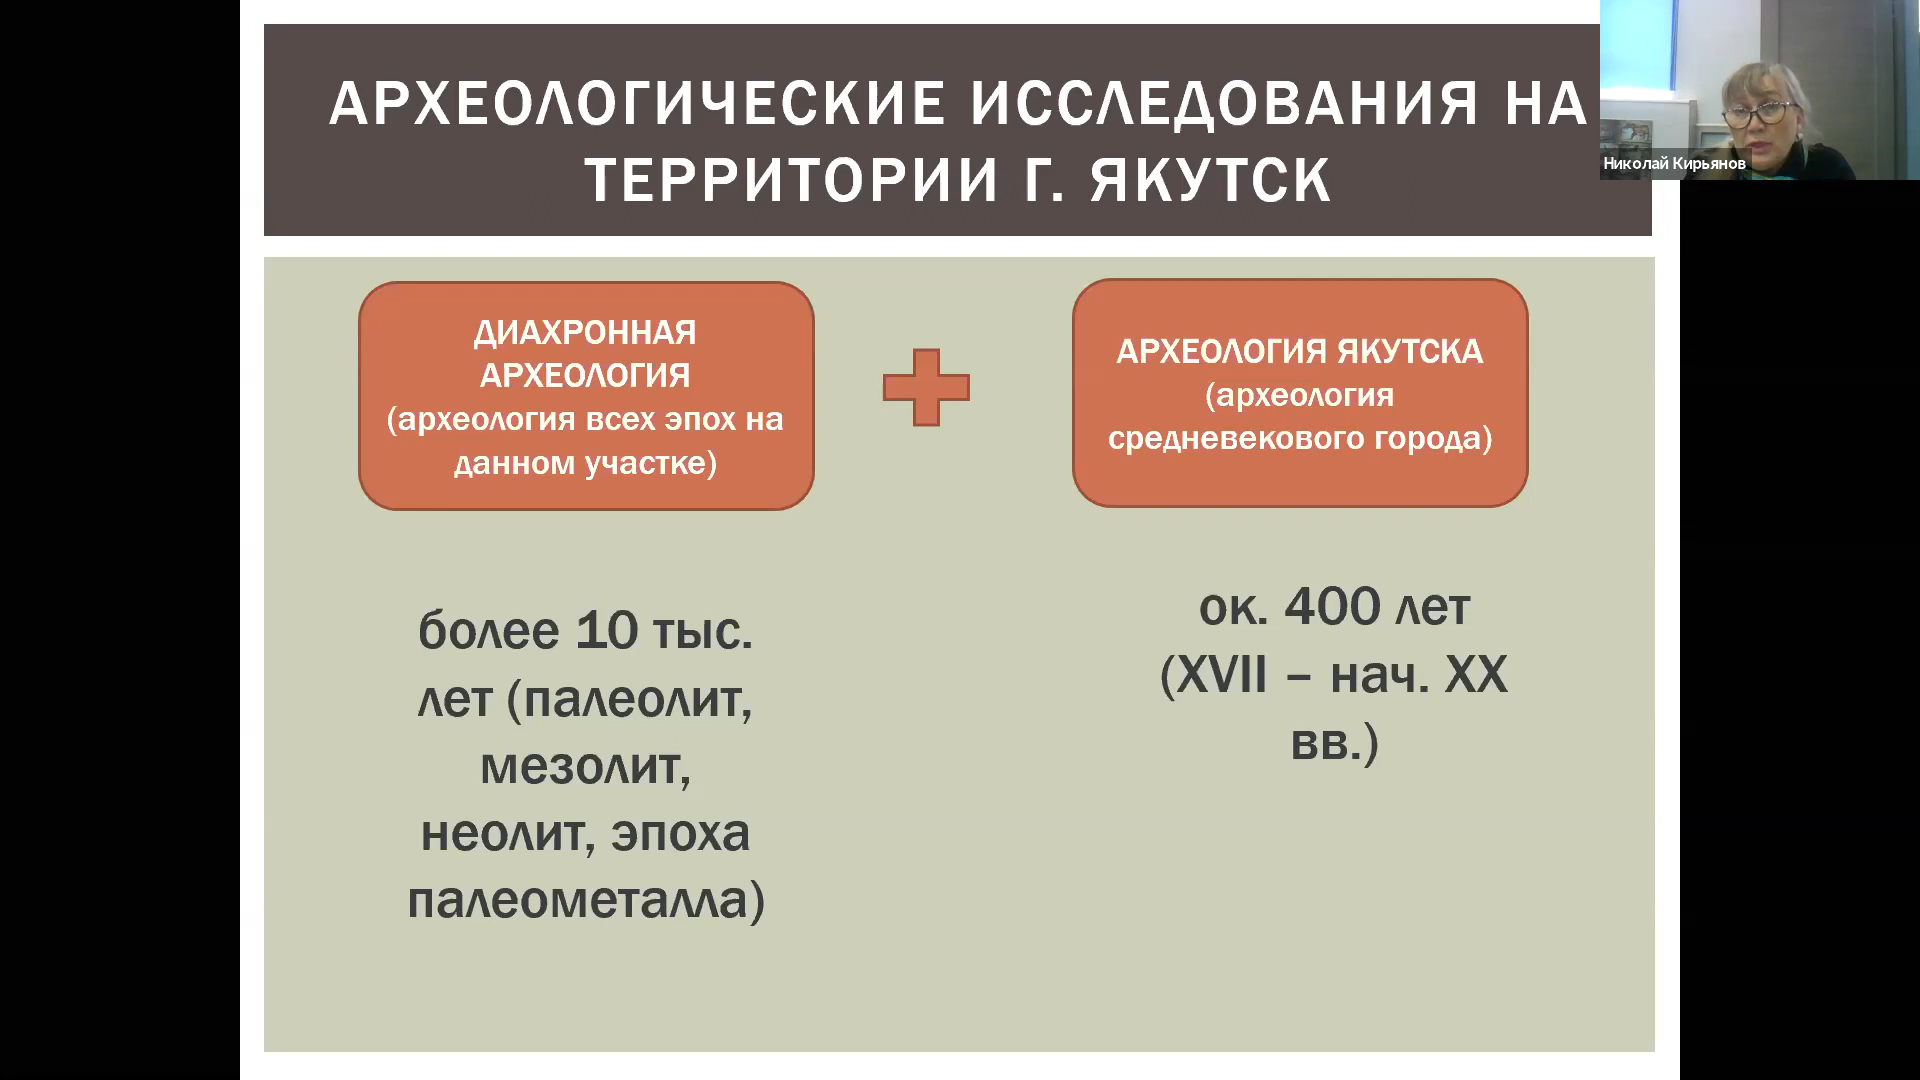 АРХЕОЛОГИЧЕСКИЕ ИССЛЕДОВАНИЯ НА
ТЕРРИТОРИИ Г. ЯКУТСК
Николай Кирьянов
ДИАХРОННАЯ
АРХЕОЛОГИЯ
(археология всех эпох на
данном участке)
АРХЕОЛОГИЯ ЯКУТСКА
(археология
средневекового города)
более 10 тыс.
лет (палеолит,
мезолит,
неолит, эпоха
палеометалла)
ок. 400 лет
(XVII – нач. XX
вв.)